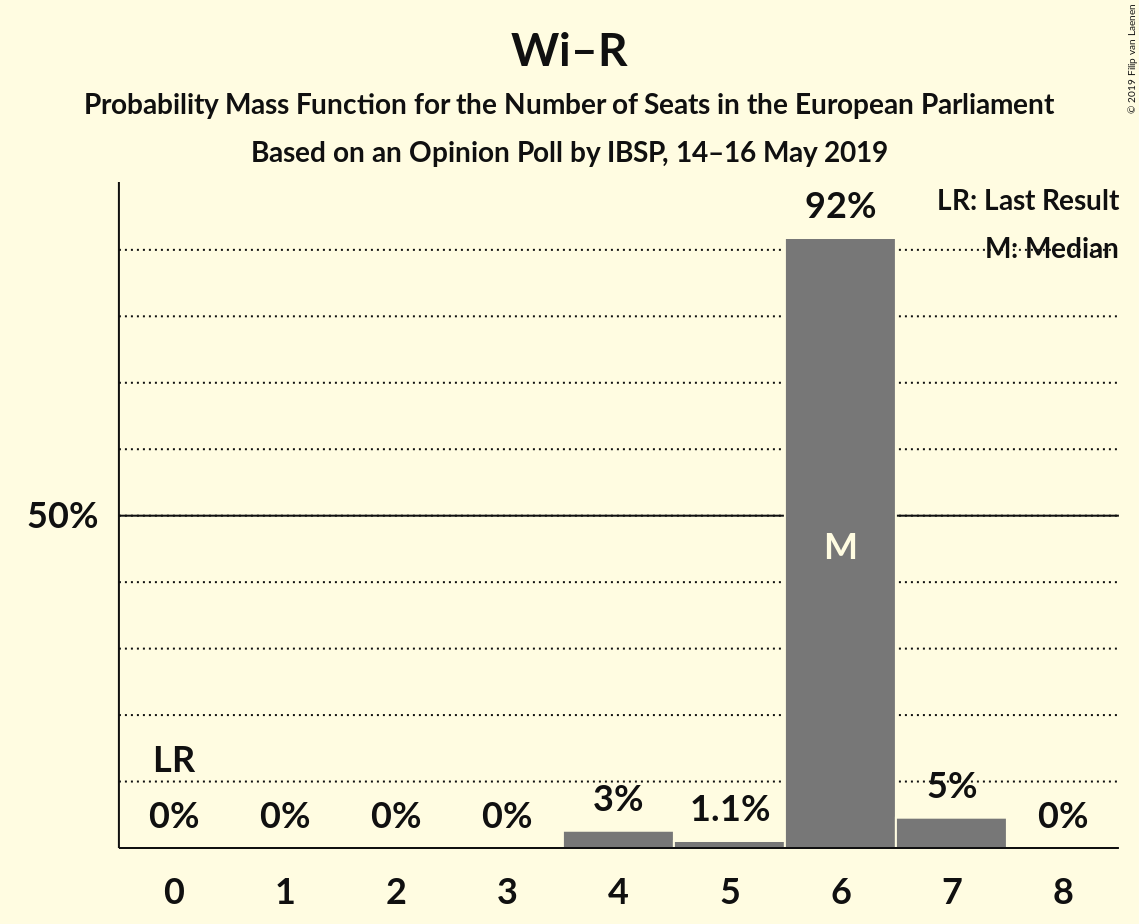 Wi–R
Probability Mass Function for the Number of Seats in the European Parliament
Based on an Opinion Poll by IBSP, 14–16 May 2019
© 2019 Filip van Laenen
LR: Last Result
M: Median
92%
50%
M
LR
0%
0%
0%
0%
3%
1.1%
5%
0%
0
1
2
3
4
5
6
7
8